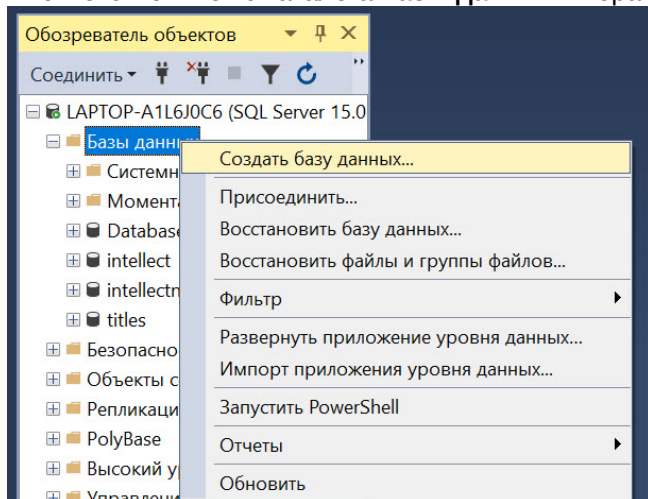 Обозреватель объектов
Соединить
LAPTOP-A1L6J0C6 (SQL Server 15.0
Базы данн
Создать базу данных...
Системн
Присоединить...
Момент
Восстановить базу данных...
Database
Восстановить файлы и группы файлов...
intellect
Фильтр
intellectn
titles
Развернуть приложение уровня данных...
Безопасно
Импорт приложения уровня данных...
Объекты с
Запустить PowerShell
Репликаци
Отчеты
PolyBase
Высокий у
Обновить
Управлени